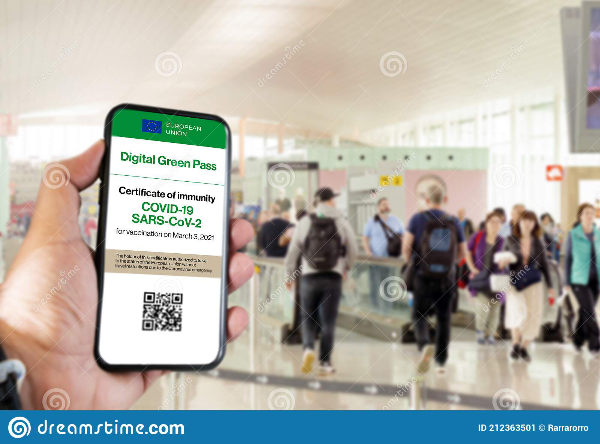 EUROPEAN
UNION
Digital Green Pass
Certificate of immunity
COVID-19
SARS-CoV-2
for vaccination on March 3, 2021
dreamstime
dreamstime.com
212363501 © Rarrarorro